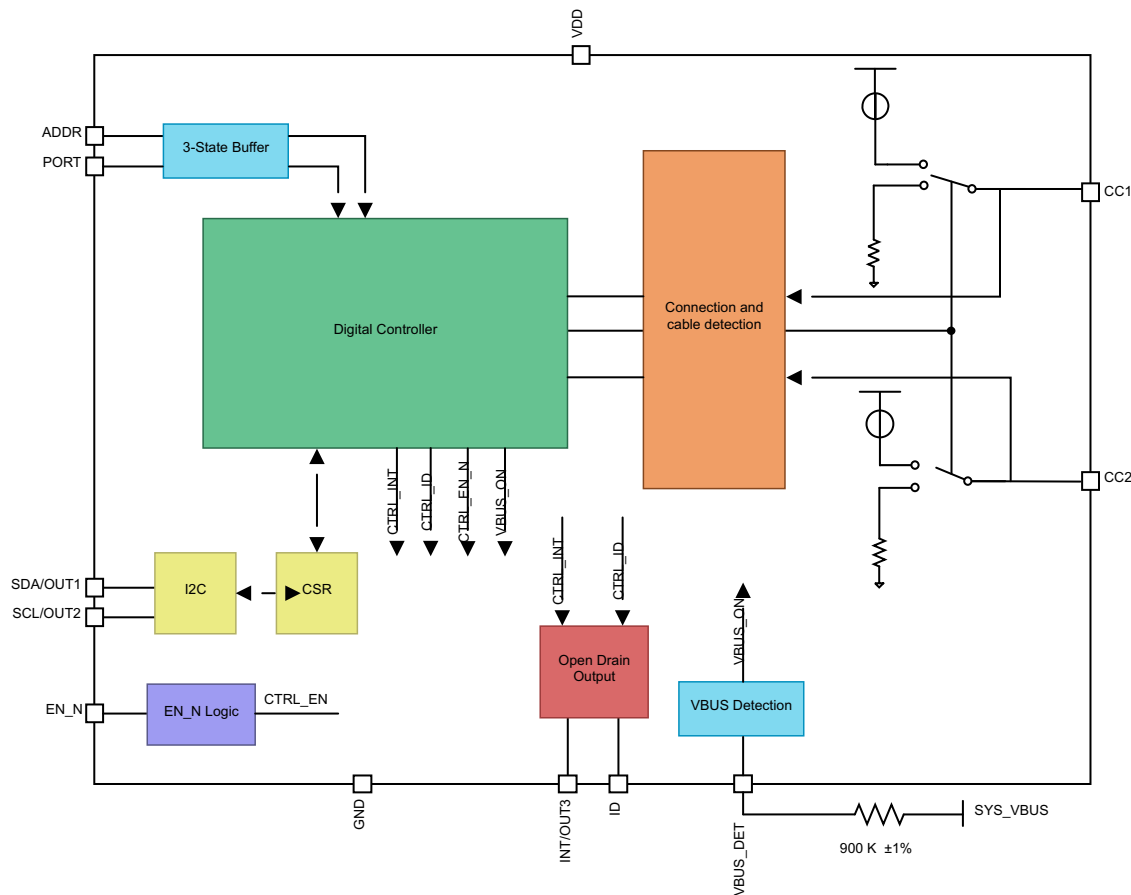 VDD
ADDR
PORT
3-State Buffer
CC1
Digital Controller
Connection and
cable detection
CTRL_INT
CTRL_ID
CTRL_EN_N
VBUS_ON
CC2
CTRL_INT
CTRL_ID
SDA/OUT1
SCL/OUT2
I2C
CSR
VBUS_ON
Open Drain
Output
EN_N
EN_N Logic
CTRL_EN
VBUS Detection
GND
INT/OUT3
ID
VBUS_DET
SYS_VBUS
900 K ±1%